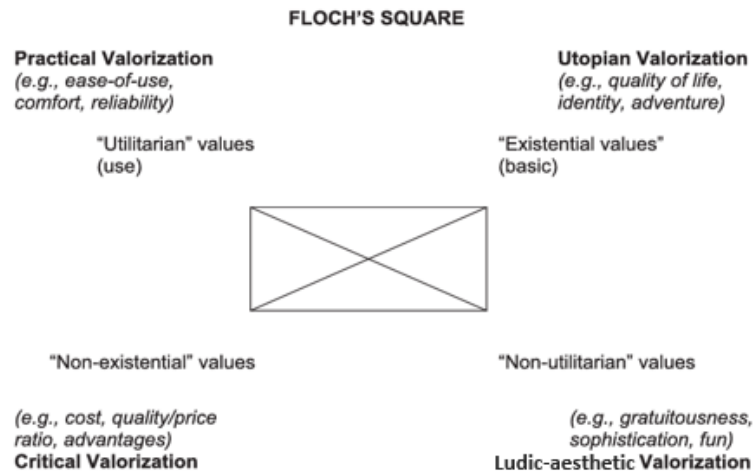 FLOCH'S SQUARE
Practical Valorization
(e.g., ease-of-use,
comfort, reliability)
Utopian Valorization
(e.g., quality of life,
identity, adventure)
"Utilitarian" values
(use)
"Existential values"
(basic)
"Non-existential" values
"Non-utilitarian" values
(e.g., cost, quality/price
ratio, advantages)
Critical Valorization
(e.g., gratuitousness,
sophistication, fun)
Ludic-aesthetic Valorization